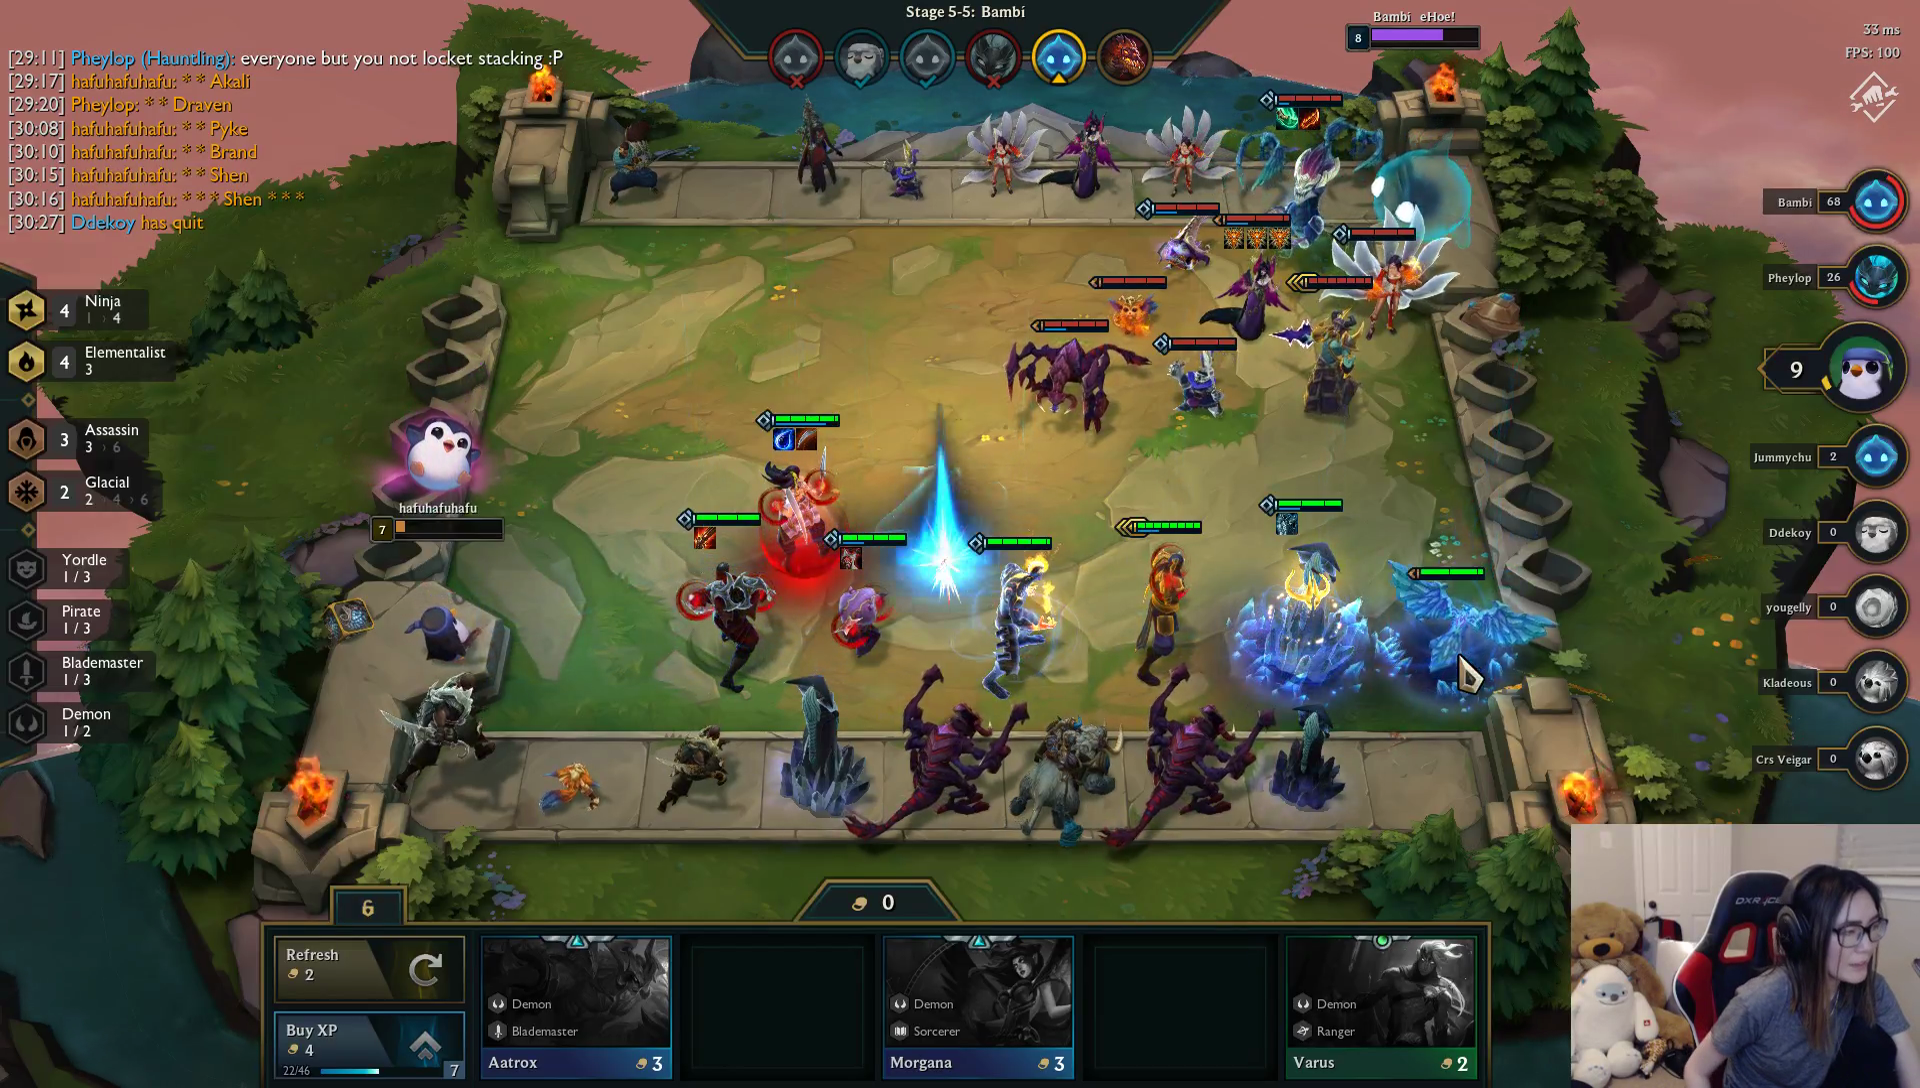 Stage 5-5: Bambí
Bambí eHoe!
8
33 ms
FPS: 100
[29:11] Pheylop (Hauntling): everyone but you not locket stacking :P
[29:17] hafuhafuhafu: * * Akali
[29:20] Pheylop: * * Draven
[30:08] hafuhafuhafu: * * Pyke
[30:10] hafuhafuhafu: * * Brand
[30:15] hafuhafuhafu: * * Shen
[30:16] hafuhafuhafu: * * * Shen * * *
[30:27] Ddekoy has quit
Bambí 68
Pheylop 26
9
Jummychu 2
Ddekoy 0
yougelly 0
Kladeous 0
Crs Veigar 0
4 Ninja
1 › 4
4 Elementalist
3
3 Assassin
3 › 6
2 Glacial
2 › 4 › 6
Yordle
1 / 3
Pirate
1 / 3
Blademaster
1 / 3
Demon
1 / 2
hafuhafuhafu
7
6
0
Refresh
2
Buy XP
4
22/46
7
Demon
Blademaster
Aatrox 3
Demon
Sorcerer
Morgana 3
Demon
Ranger
Varus 2